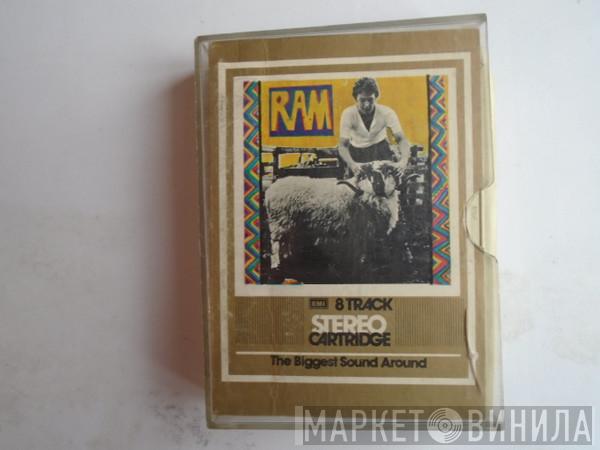 RAM
EMI 8 TRACK
STEREO
CARTRIDGE
The Biggest Sound Around
МАРКЕТ ВИНИЛА